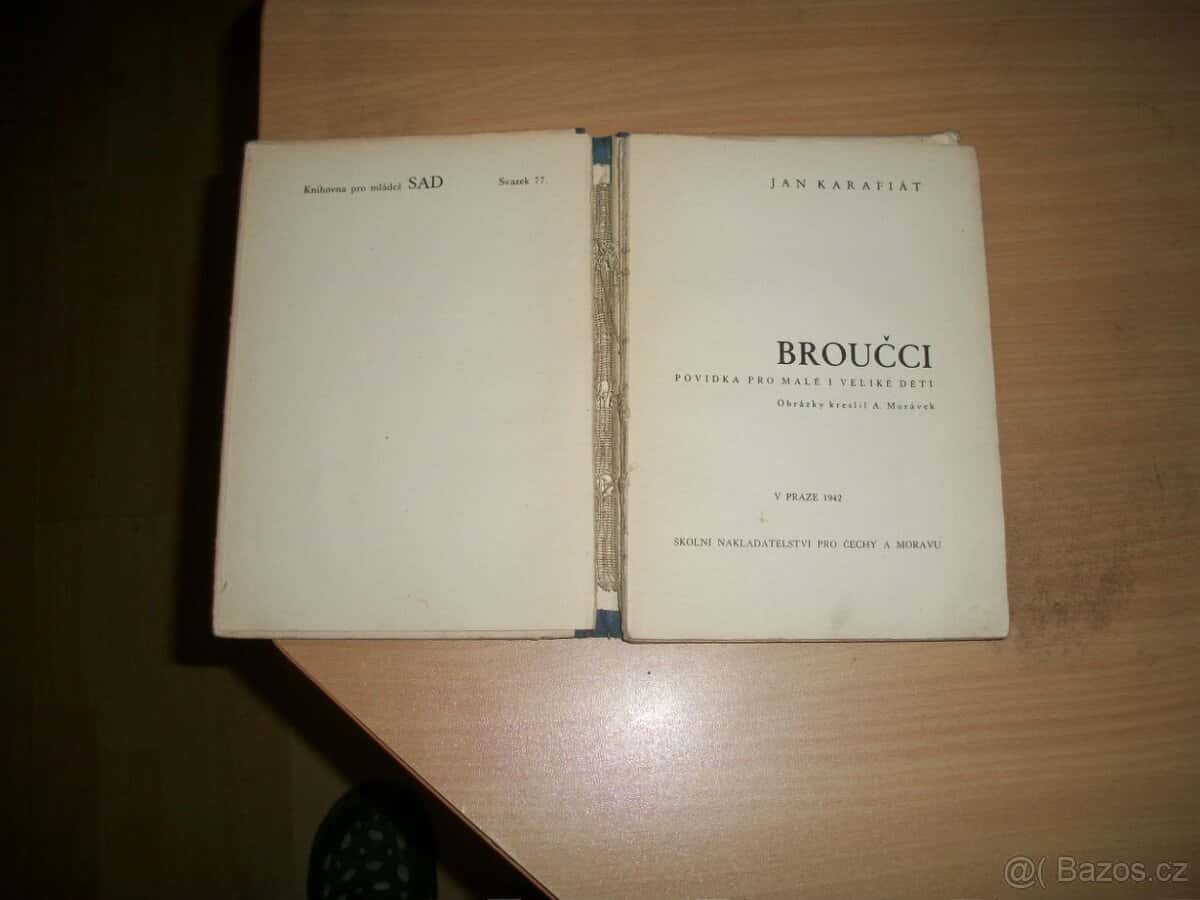 Knihovna pro mládež SAD Svazek 77.
JAN KARAFIÁT
BROUČCI
POVÍDKA PRO MALÉ I VELIKÉ DĚTI
Obrázky kreslil A. Morávek
V PRAZE 1942
ŠKOLNÍ NAKLADATELSTVÍ PRO ČECHY A MORAVU
@( Bazos.cz